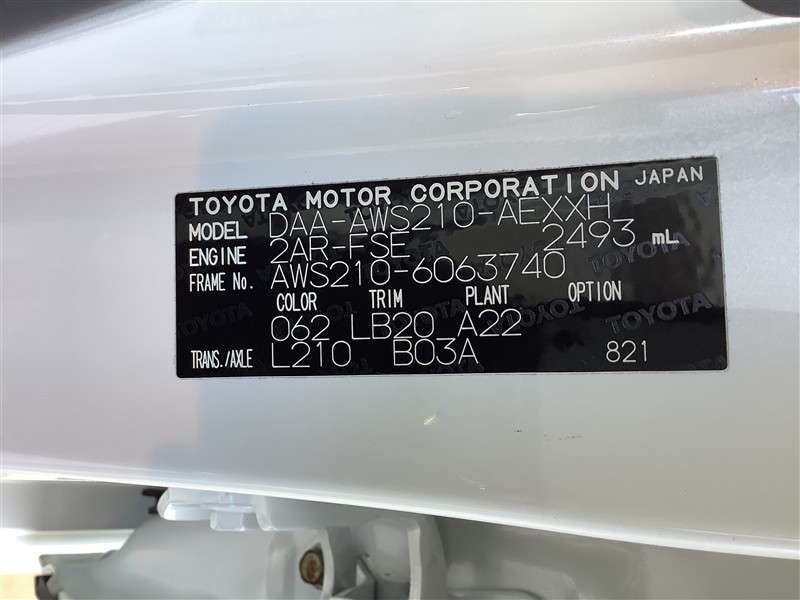 TOYOTA MOTOR CORPORATION JAPAN
MODEL DAA-AWS210-AEXXH
ENGINE 2AR-FSE 2493 mL
FRAME No. AWS210-6063740
COLOR TRIM PLANT OPTION
062 LB20 A22
TRANS./AXLE L210 B03A 821